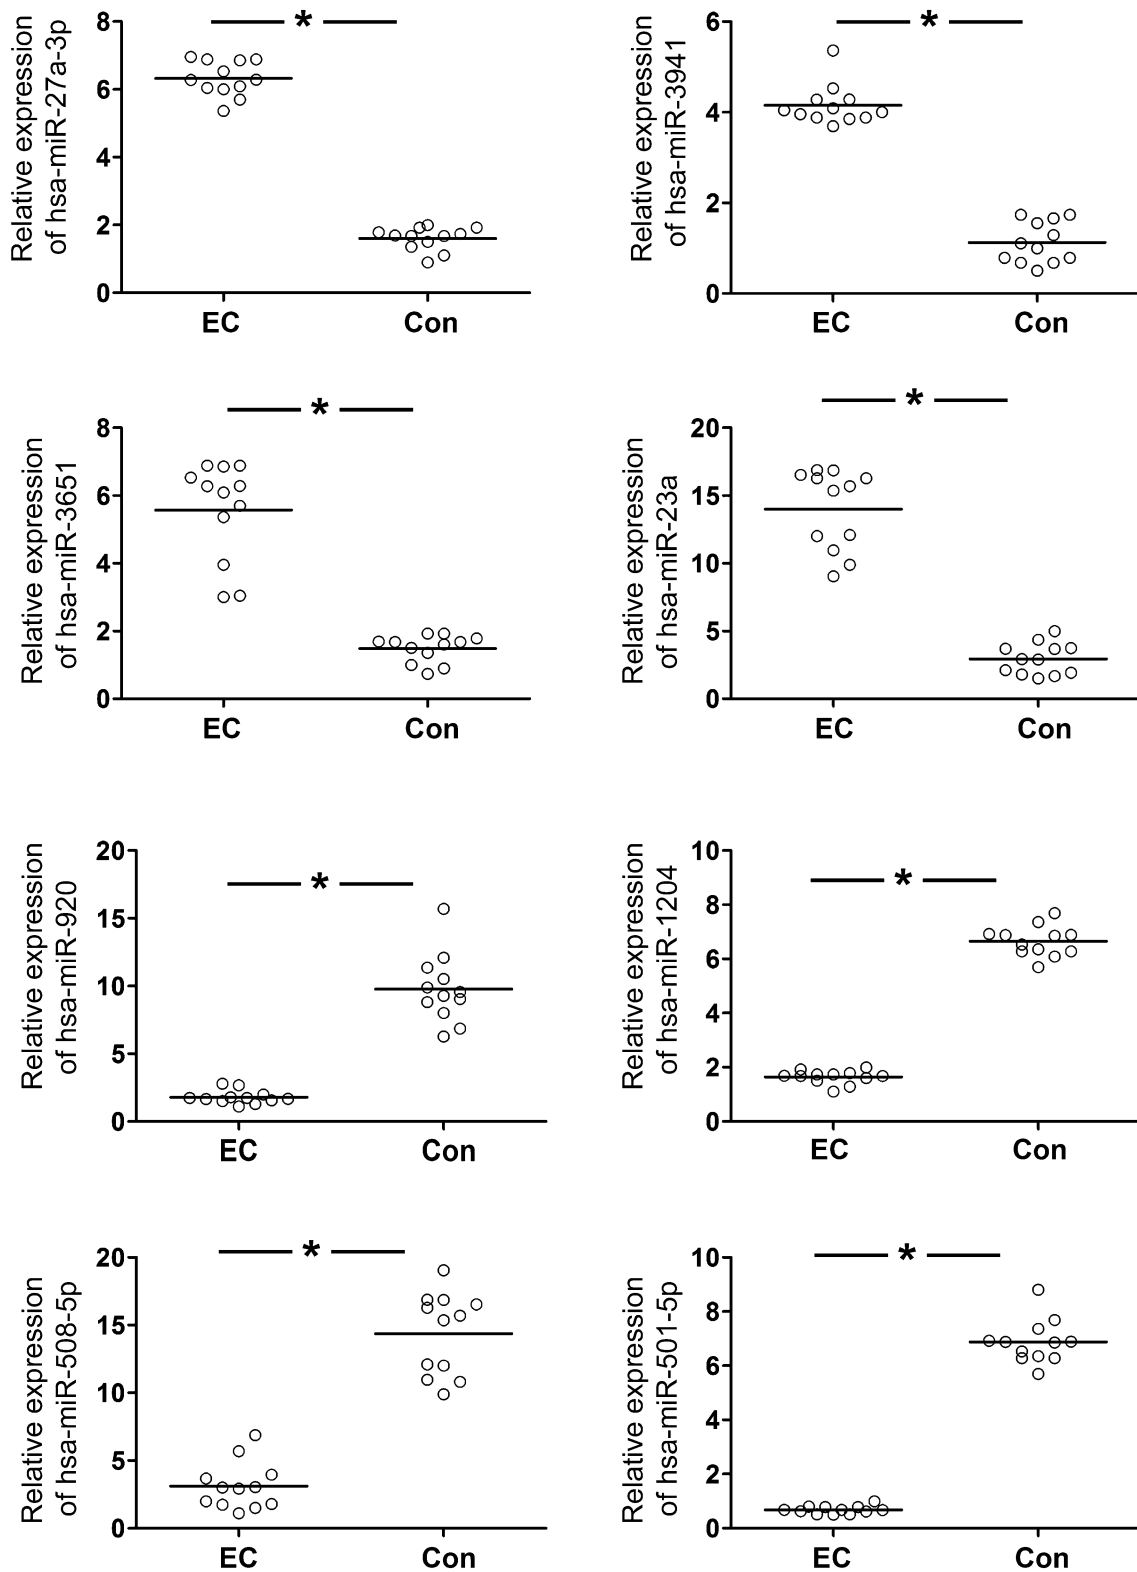 Relative expression
of hsa-miR-27a-3p
8
6
4
2
0
*
EC
Con
Relative expression
of hsa-miR-3941
6
4
2
0
*
EC
Con
Relative expression
of hsa-miR-3651
8
6
4
2
0
*
EC
Con
Relative expression
of hsa-miR-23a
20
15
10
5
0
*
EC
Con
Relative expression
of hsa-miR-920
20
15
10
5
0
*
EC
Con
Relative expression
of hsa-miR-1204
10
8
6
4
2
0
*
EC
Con
Relative expression
of hsa-miR-508-5p
20
15
10
5
0
*
EC
Con
Relative expression
of hsa-miR-501-5p
10
8
6
4
2
0
*
EC
Con